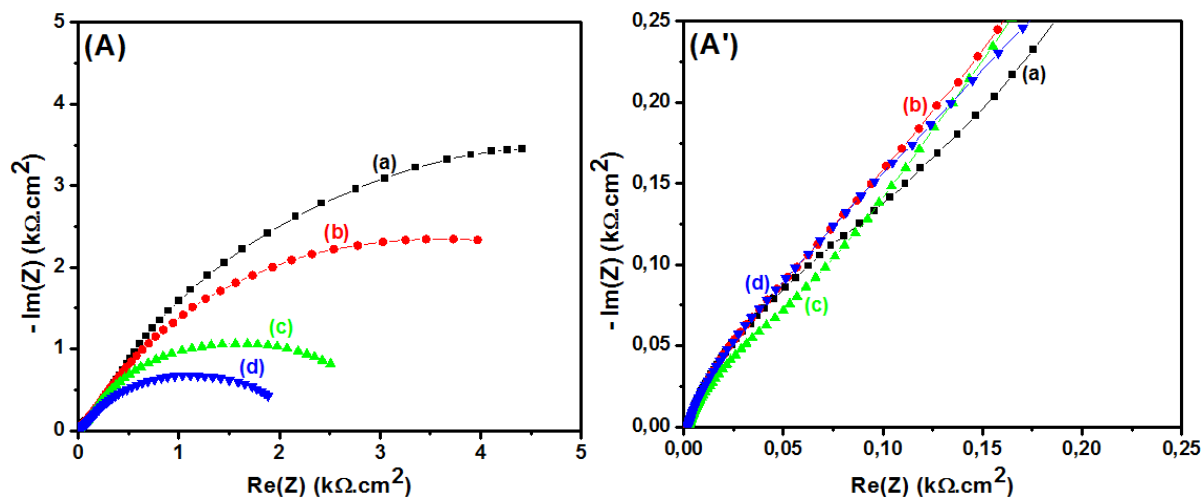 (A)
5
4
3
2
1
0
- Im(Z) (kΩ.cm²)
(a)
(b)
(c)
(d)
0
1
2
3
4
5
Re(Z) (kΩ.cm²)
(A')
0,25
0,20
0,15
0,10
0,05
0,00
- Im(Z) (kΩ.cm²)
(a)
(b)
(d)
(c)
0,00
0,05
0,10
0,15
0,20
0,25
Re(Z) (kΩ.cm²)